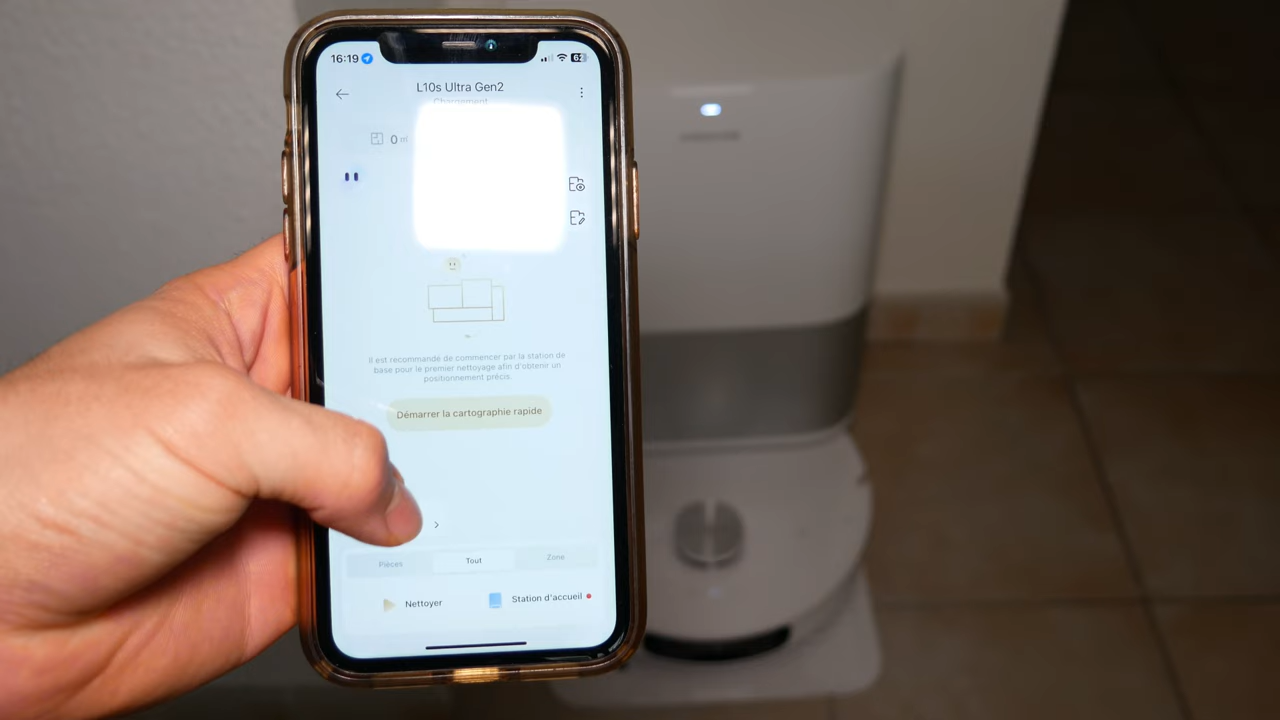 16:19
62
L10s Ultra Gen2
Chargement
0
Il est recommandé de commencer par la station de
base pour le premier nettoyage afin d'obtenir un
positionnement précis.
Démarrer la cartographie rapide
Pièces
Tout
Zone
Nettoyer
Station d'accueil